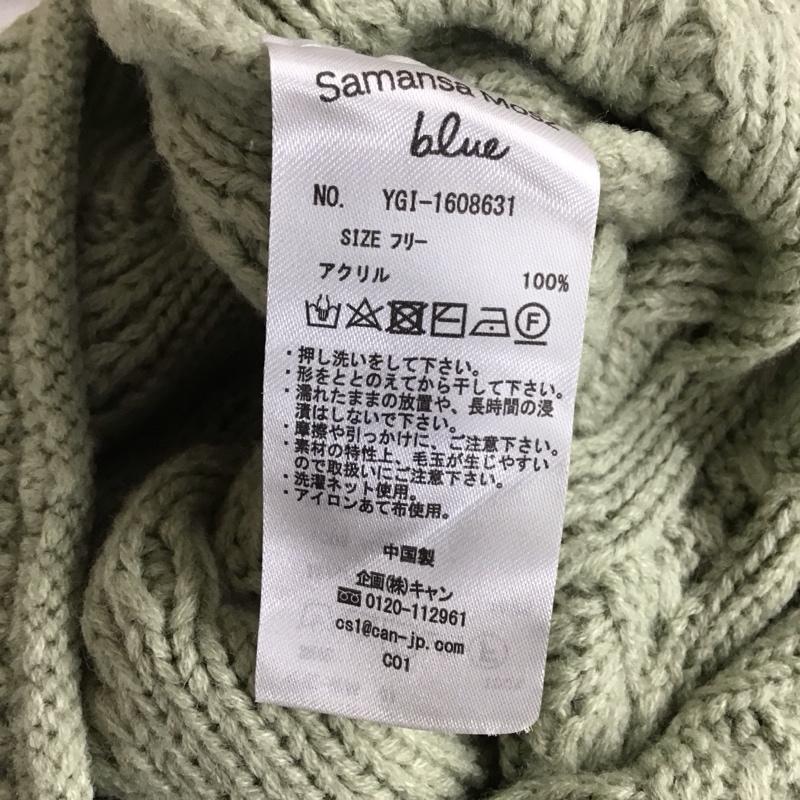 Samansa Mos2
blue
NO. YGI-1608631
SIZE フリー
アクリル 100%
F
・押し洗いをして下さい。
・形をととのえてから干して下さい。
・濡れたままの放置や、長時間の浸
漬はしないで下さい。
・摩擦や引っかけに、ご注意下さい。
・素材の特性上、毛玉が生じやすい
ので取扱いにご注意下さい。
・洗濯ネット使用。
・アイロンあて布使用。
中国製
企画(株)キャン
0120-112961
cs1@can-jp.com
C01